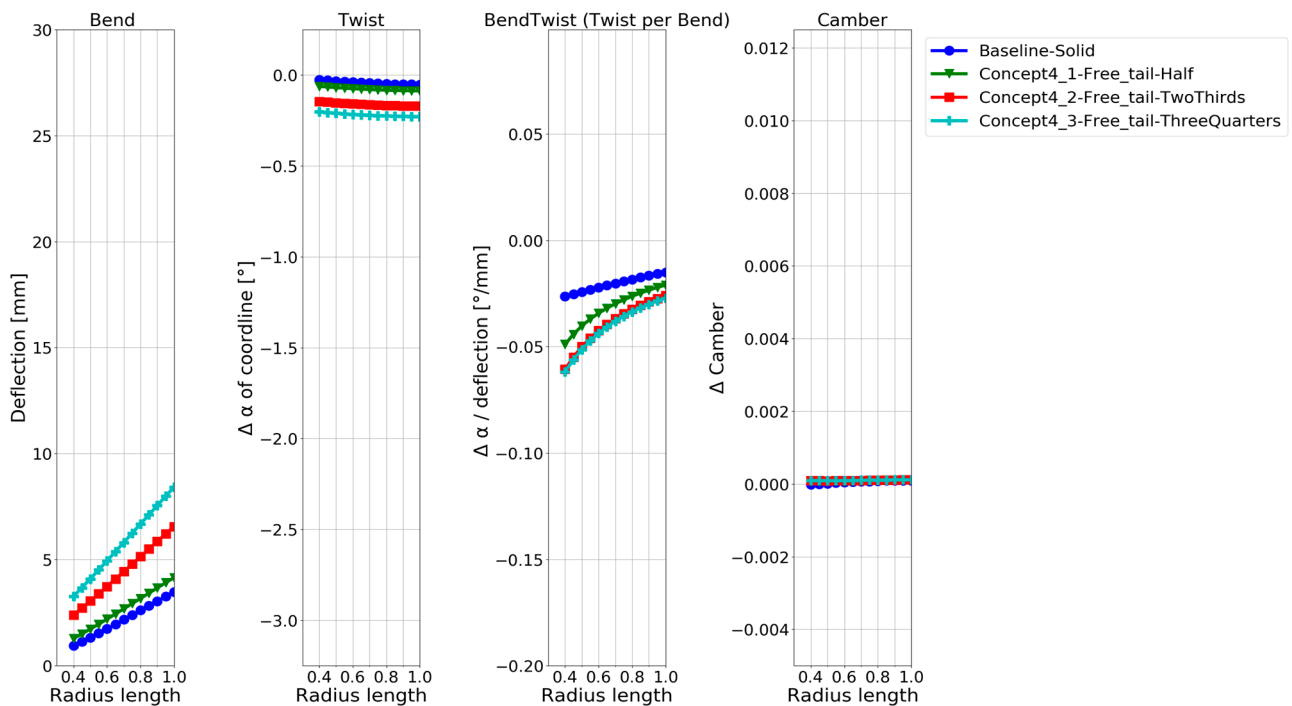 Bend
30
25
20
15
10
5
0
Deflection [mm]
0.4 0.6 0.8 1.0
Radius length
Twist
0.0
−0.5
−1.0
−1.5
−2.0
−2.5
−3.0
Δ α of coordline [°]
0.4 0.6 0.8 1.0
Radius length
BendTwist (Twist per Bend)
0.05
0.00
−0.05
−0.10
−0.15
−0.20
Δ α / deflection [°/mm]
0.4 0.6 0.8 1.0
Radius length
Camber
0.012
0.010
0.008
0.006
0.004
0.002
0.000
−0.002
−0.004
Δ Camber
0.4 0.6 0.8 1.0
Radius length
Baseline-Solid
Concept4_1-Free_tail-Half
Concept4_2-Free_tail-TwoThirds
Concept4_3-Free_tail-ThreeQuarters